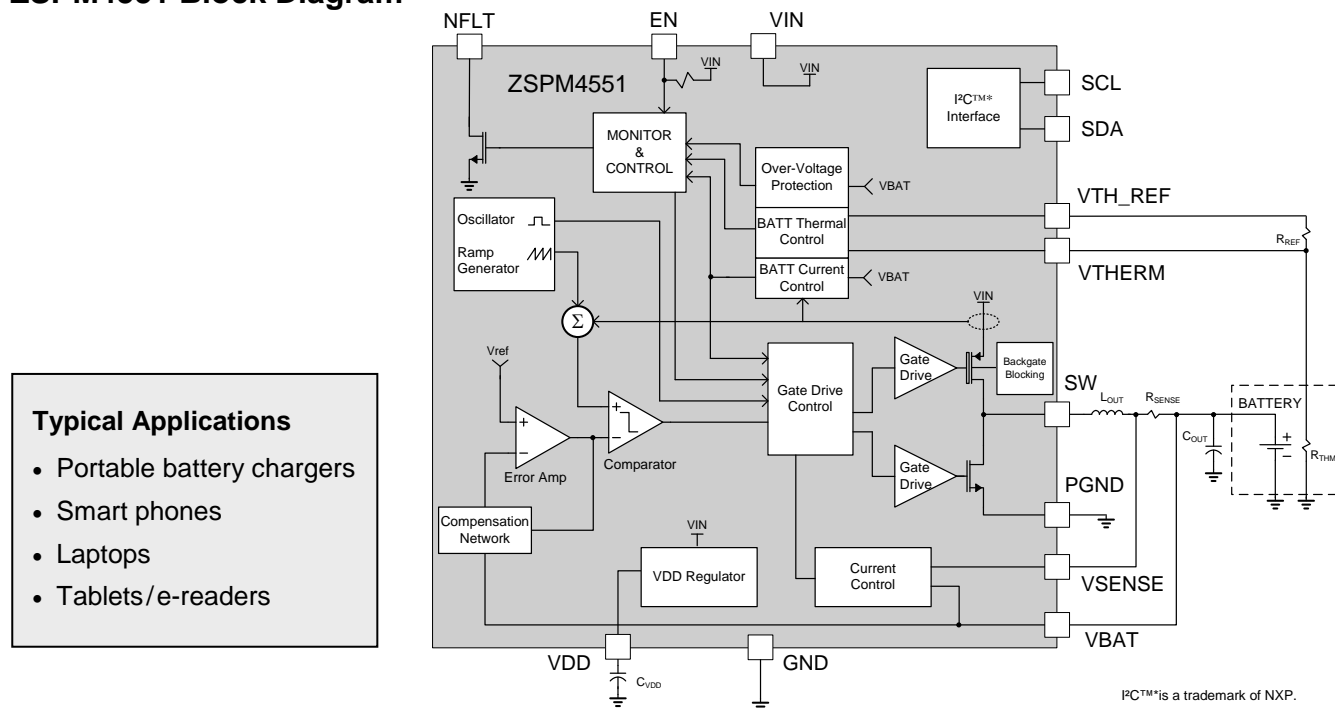 NFLT
EN
VIN
ZSPM4551
VIN
VIN
I²C™*
Interface
SCL
SDA
MONITOR
&
CONTROL
Over-Voltage
Protection
VBAT
BATT Thermal
Control
BATT Current
Control
VBAT
VTH_REF
VTHERM
RREF
Oscillator
Ramp
Generator
Σ
VIN
Vref
+
−
Error Amp
+
−
Comparator
Gate Drive
Control
Gate
Drive
Gate
Drive
Backgate
Blocking
SW
LOUT
RSENSE
COUT
BATTERY
+
−
RTHM
PGND
Compensation
Network
VIN
VDD Regulator
Current
Control
VSENSE
VBAT
VDD
CVDD
GND
Typical Applications
• Portable battery chargers
• Smart phones
• Laptops
• Tablets/e-readers
I²C™*is a trademark of NXP.